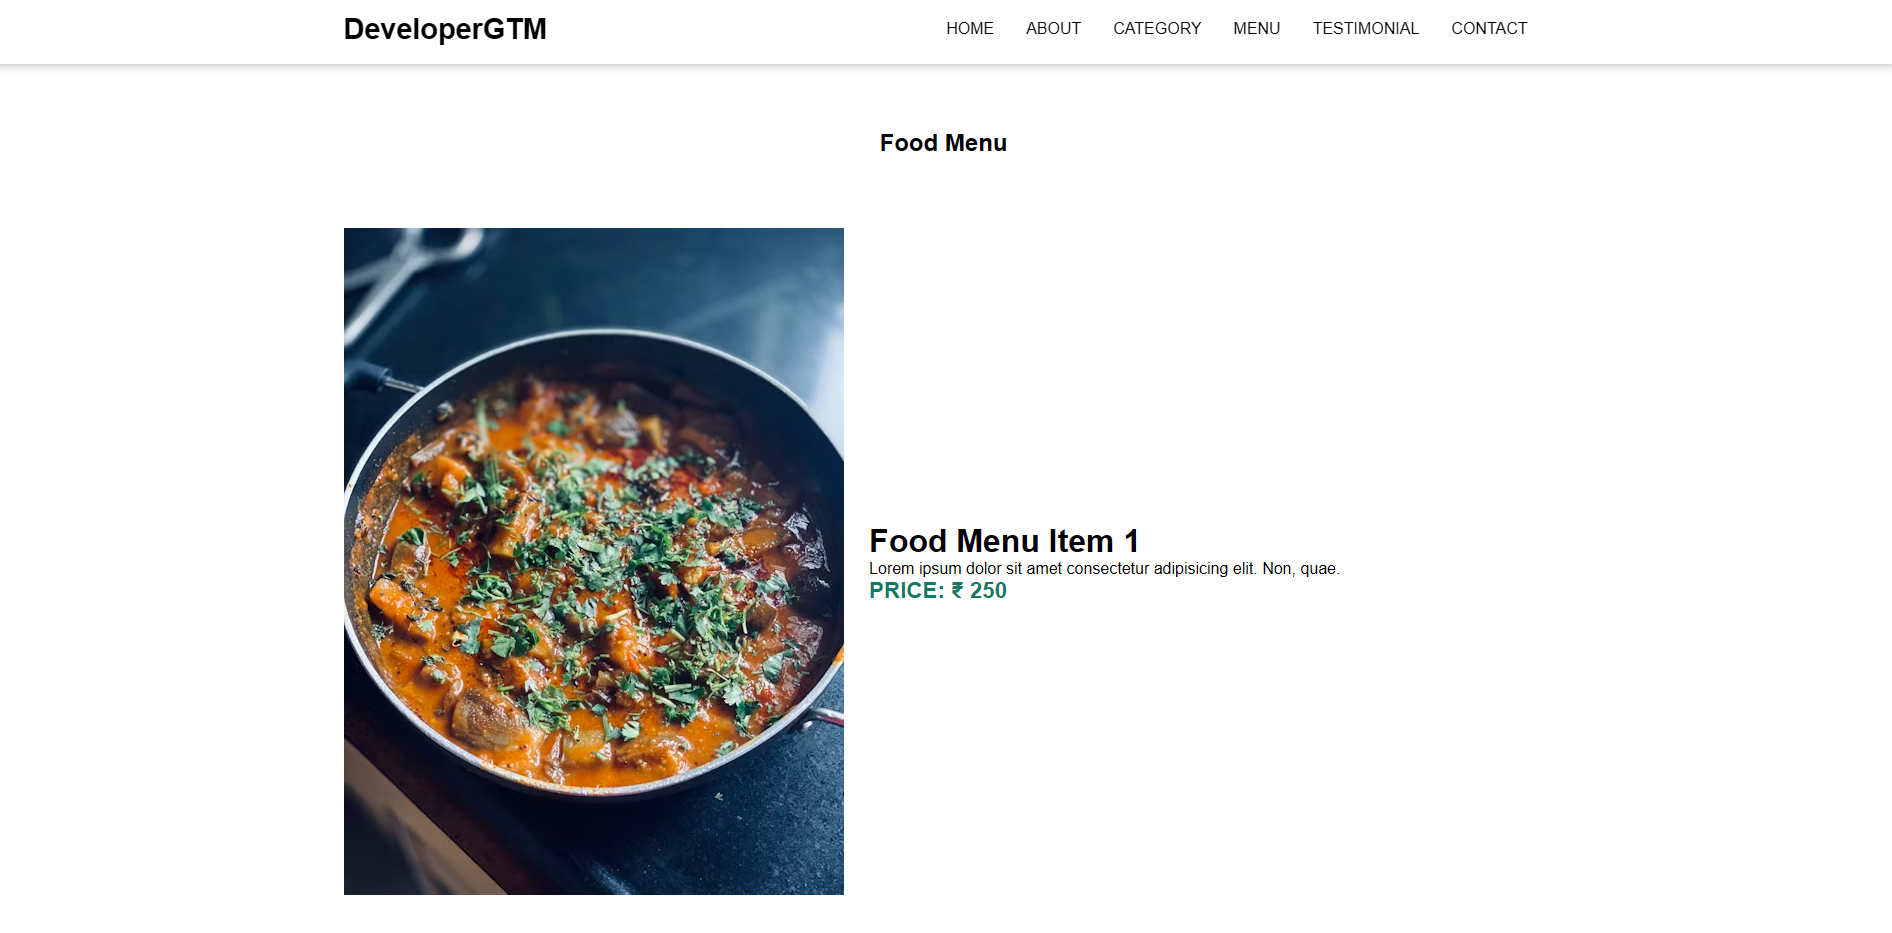 DeveloperGTM
HOME ABOUT CATEGORY MENU TESTIMONIAL CONTACT
Food Menu
Food Menu Item 1
Lorem ipsum dolor sit amet consectetur adipisicing elit. Non, quae.
PRICE: ₹ 250